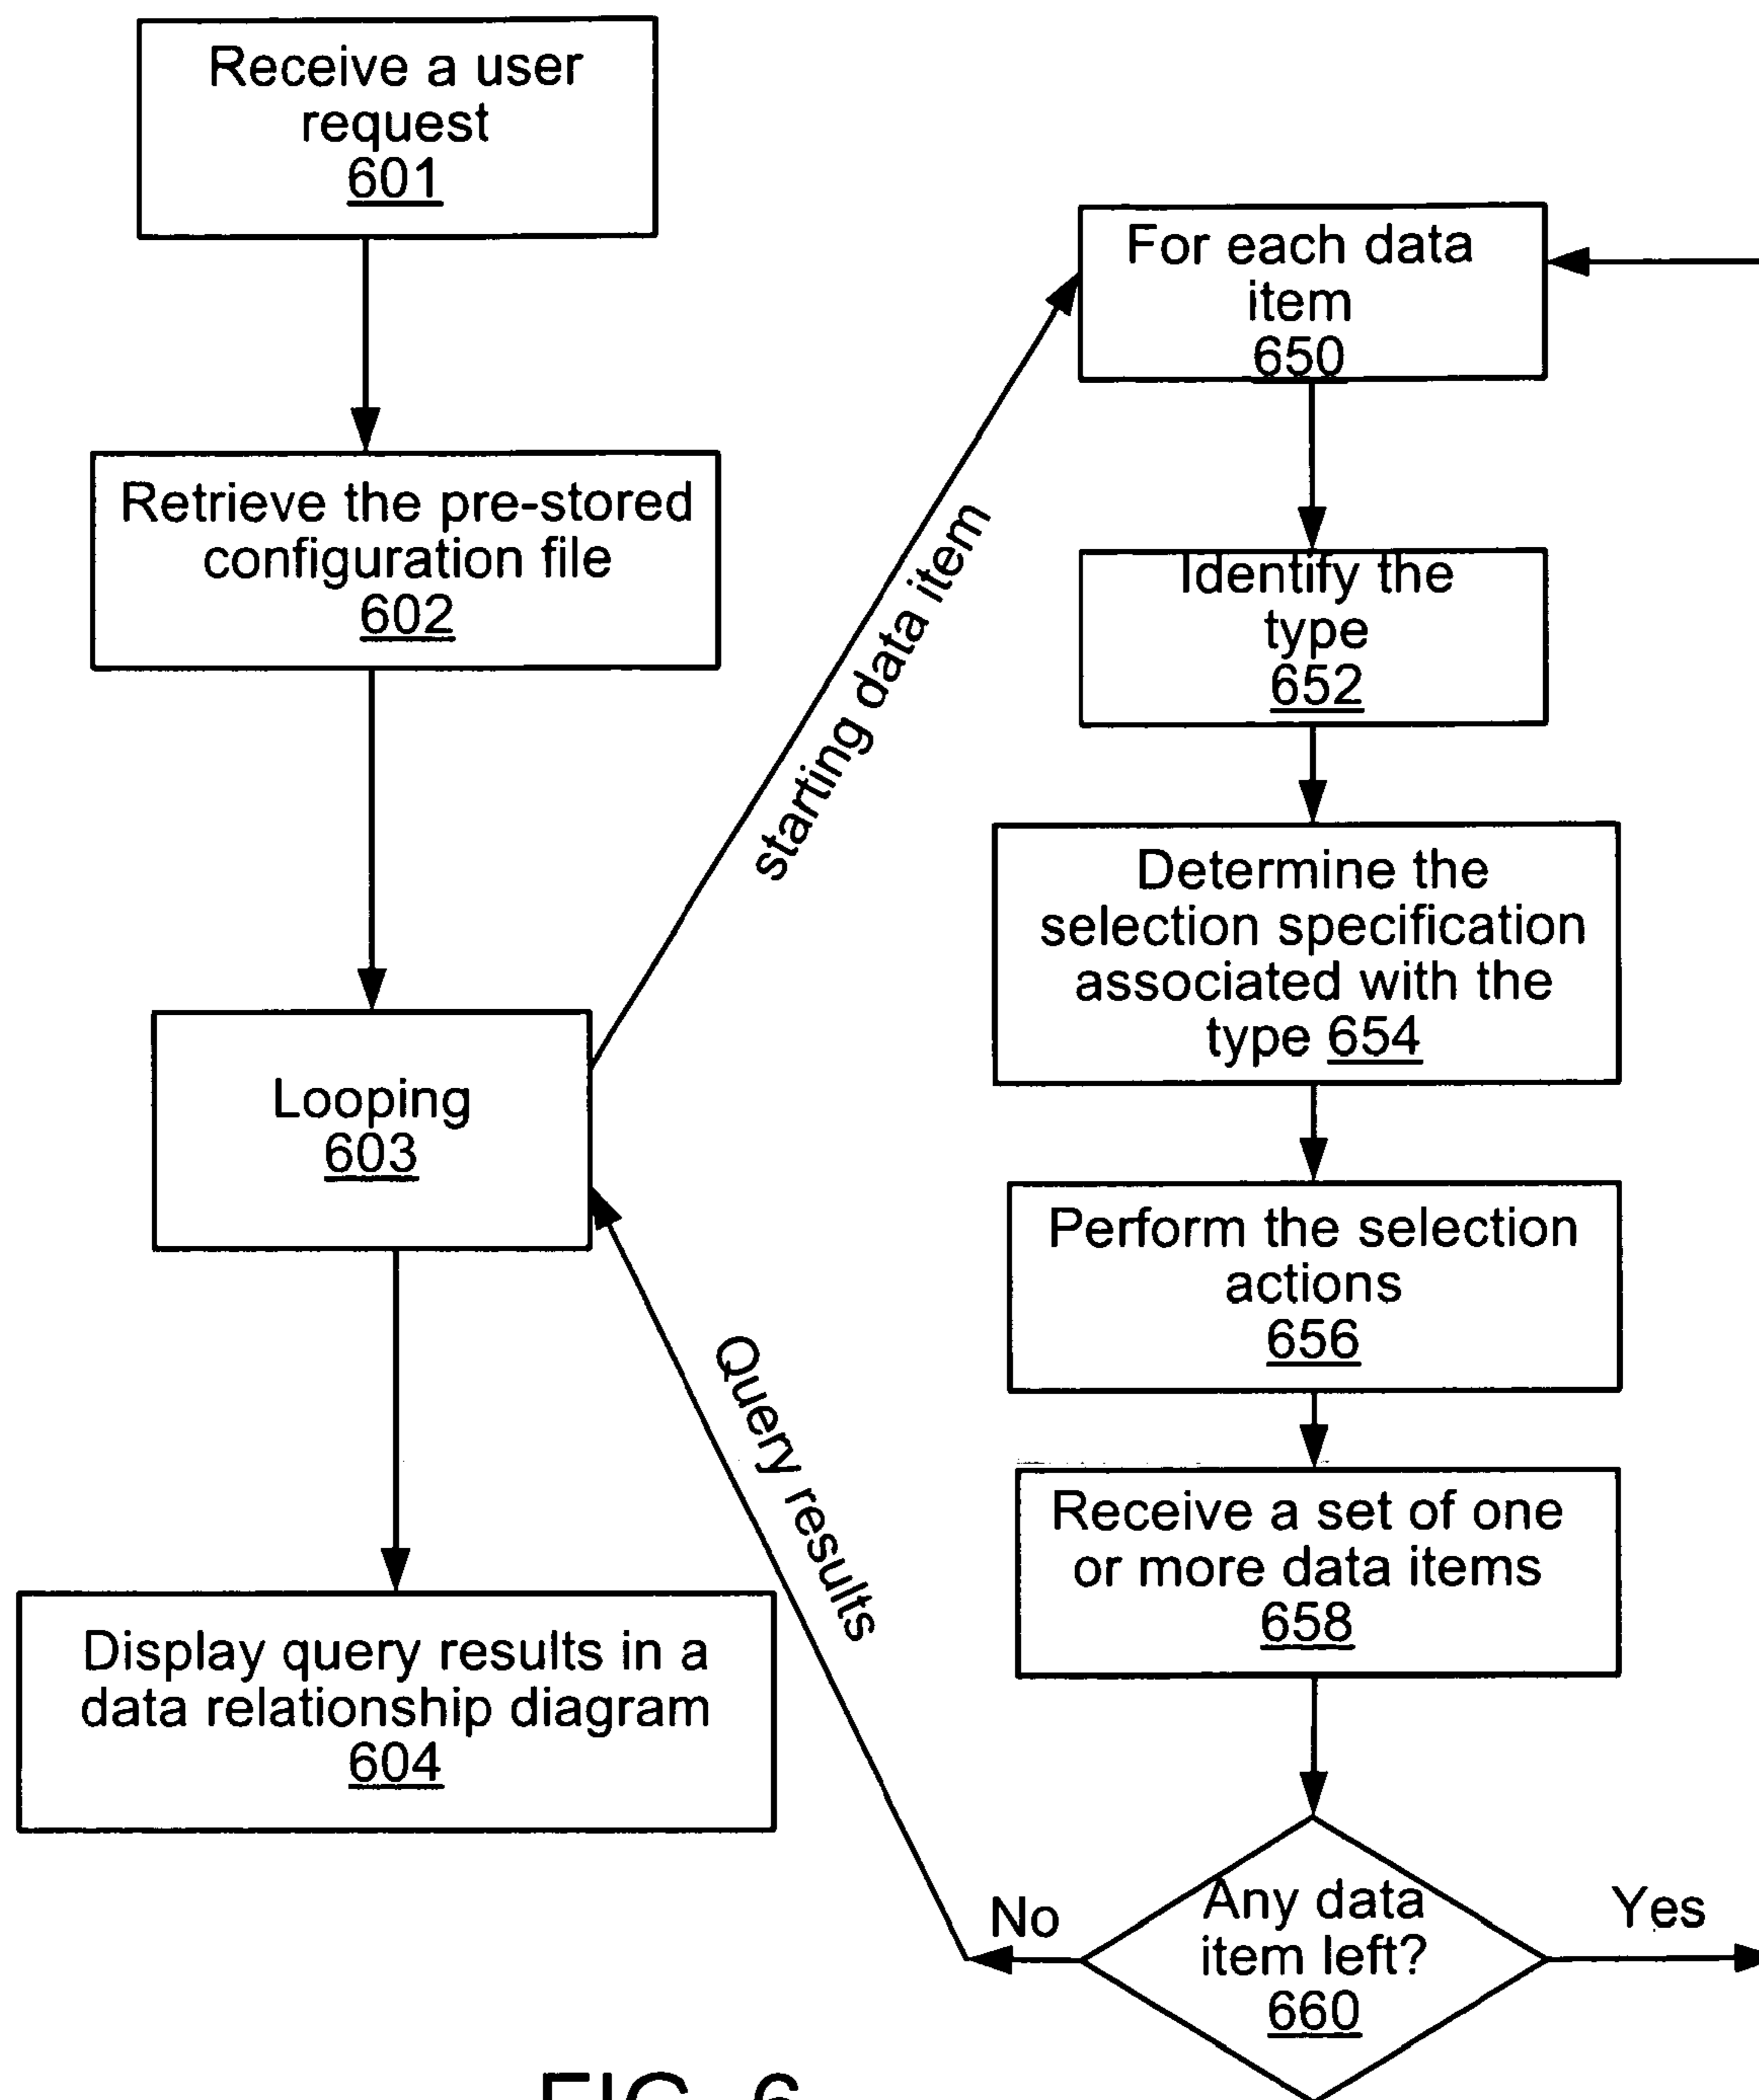 Receive a user
request
601
Retrieve the pre-stored
configuration file
602
Looping
603
Display query results in a
data relationship diagram
604
starting data item
Query results
For each data
item
650
Identify the
type
652
Determine the
selection specification
associated with the
type 654
Perform the selection
actions
656
Receive a set of one
or more data items
658
Any data
item left?
660
No
Yes
FIG. 6